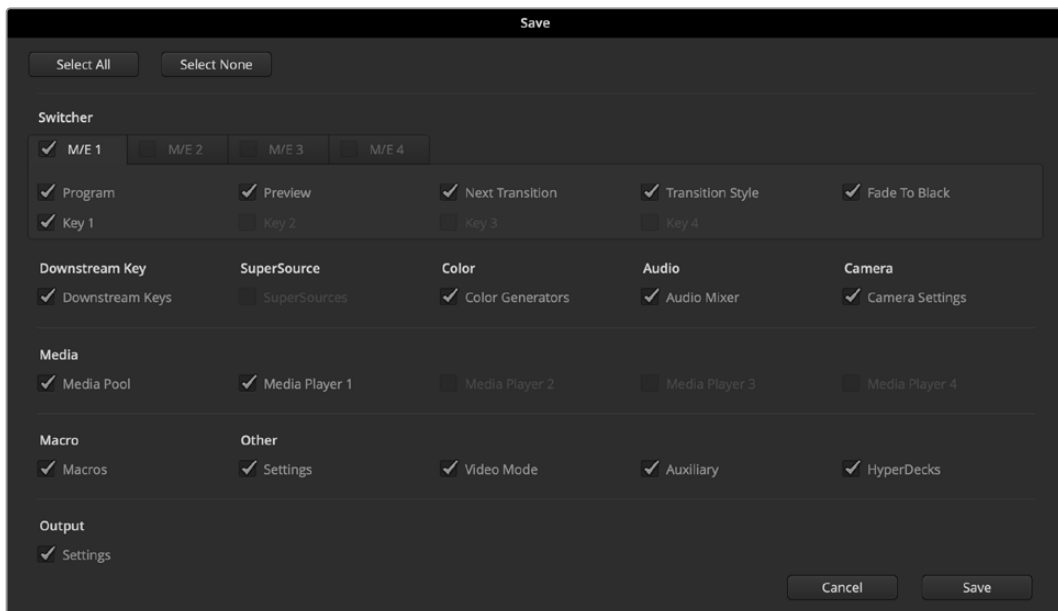 Save
Select All Select None
Switcher
M/E 1 M/E 2 M/E 3 M/E 4
Program Preview Next Transition Transition Style Fade To Black
Key 1 Key 2 Key 3 Key 4
Downstream Key SuperSource Color Audio Camera
Downstream Keys SuperSources Color Generators Audio Mixer Camera Settings
Media
Media Pool Media Player 1 Media Player 2 Media Player 3 Media Player 4
Macro Other
Macros Settings Video Mode Auxiliary HyperDecks
Output
Settings
Cancel Save